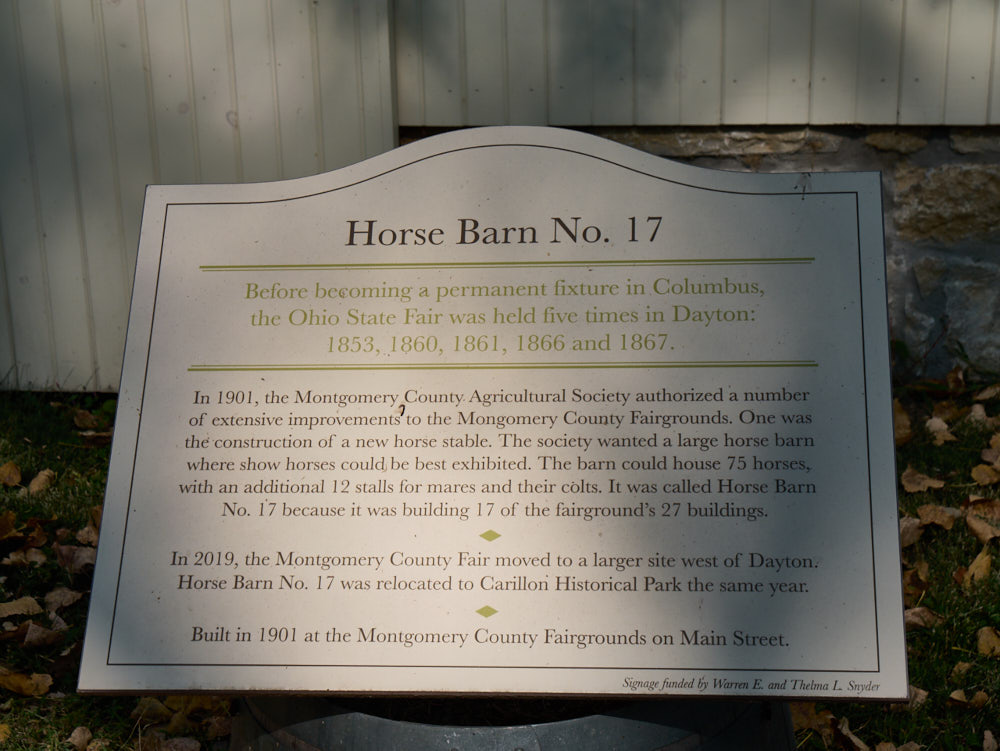 Horse Barn No. 17
Before becoming a permanent fixture in Columbus,
the Ohio State Fair was held five times in Dayton:
1853, 1860, 1861, 1866 and 1867.
In 1901, the Montgomery County Agricultural Society authorized a number
of extensive improvements to the Mongomery County Fairgrounds. One was
the construction of a new horse stable. The society wanted a large horse barn
where show horses could be best exhibited. The barn could house 75 horses,
with an additional 12 stalls for mares and their colts. It was called Horse Barn
No. 17 because it was building 17 of the fairground's 27 buildings.
In 2019, the Montgomery County Fair moved to a larger site west of Dayton.
Horse Barn No. 17 was relocated to Carillon Historical Park the same year.
Built in 1901 at the Montgomery County Fairgrounds on Main Street.
Signage funded by Warren E. and Thelma L. Snyder